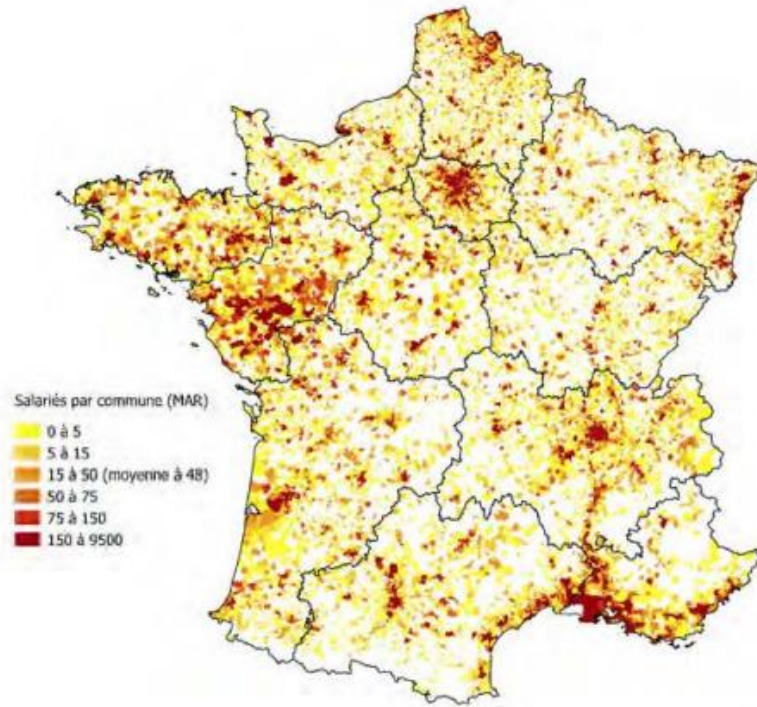 Salariés par commune (MAR)
0 à 5
5 à 15
15 à 50 (moyenne à 48)
50 à 75
75 à 150
150 à 9500